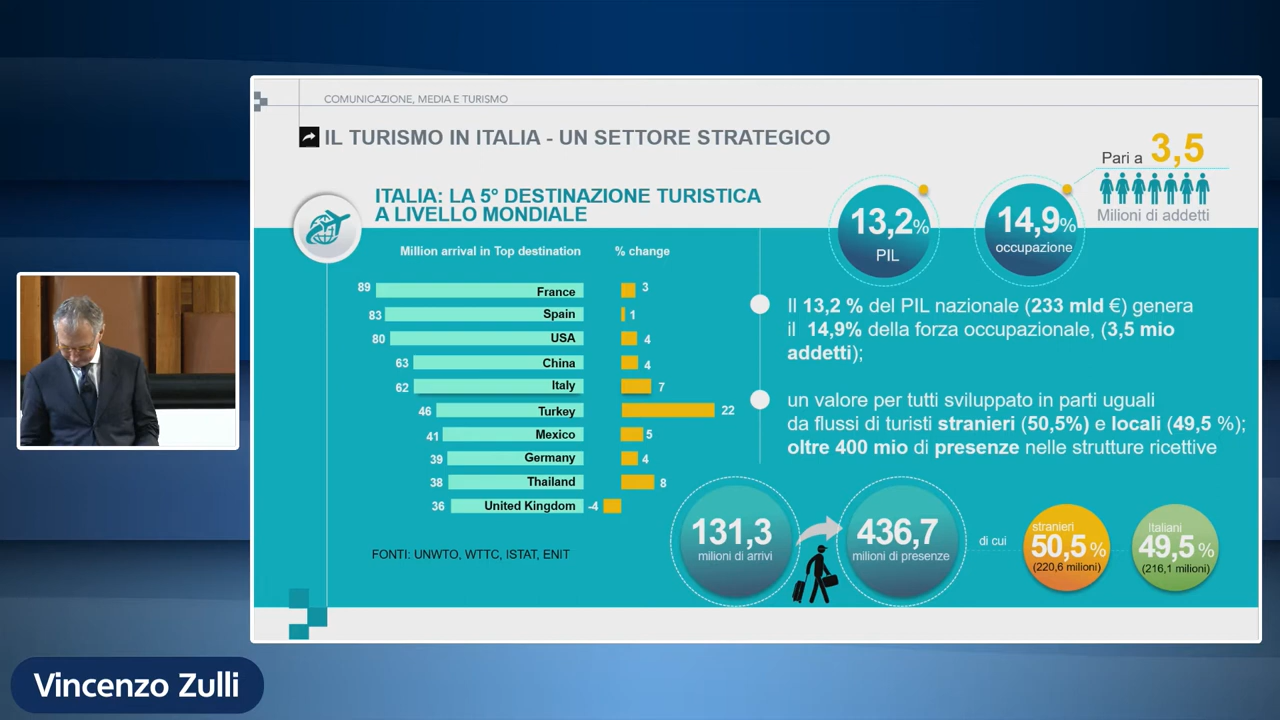 COMUNICAZIONE, MEDIA E TURISMO
IL TURISMO IN ITALIA - UN SETTORE STRATEGICO
Pari a 3,5
Milioni di addetti
ITALIA: LA 5° DESTINAZIONE TURISTICA
A LIVELLO MONDIALE
13,2%
PIL
14,9%
occupazione
Million arrival in Top destination % change
89 France 3
83 Spain 1
80 USA 4
63 China 4
62 Italy 7
46 Turkey 22
41 Mexico 5
39 Germany 4
38 Thailand 8
36 United Kingdom -4
FONTI: UNWTO, WTTC, ISTAT, ENIT
Il 13,2 % del PIL nazionale (233 mld €) genera
il 14,9% della forza occupazionale, (3,5 mio
addetti);
un valore per tutti sviluppato in parti uguali
da flussi di turisti stranieri (50,5%) e locali (49,5 %);
oltre 400 mio di presenze nelle strutture ricettive
131,3
milioni di arrivi
436,7
milioni di presenze
di cui
stranieri
50,5 %
(220,6 milioni)
Italiani
49,5 %
(216,1 milioni)
Vincenzo Zulli